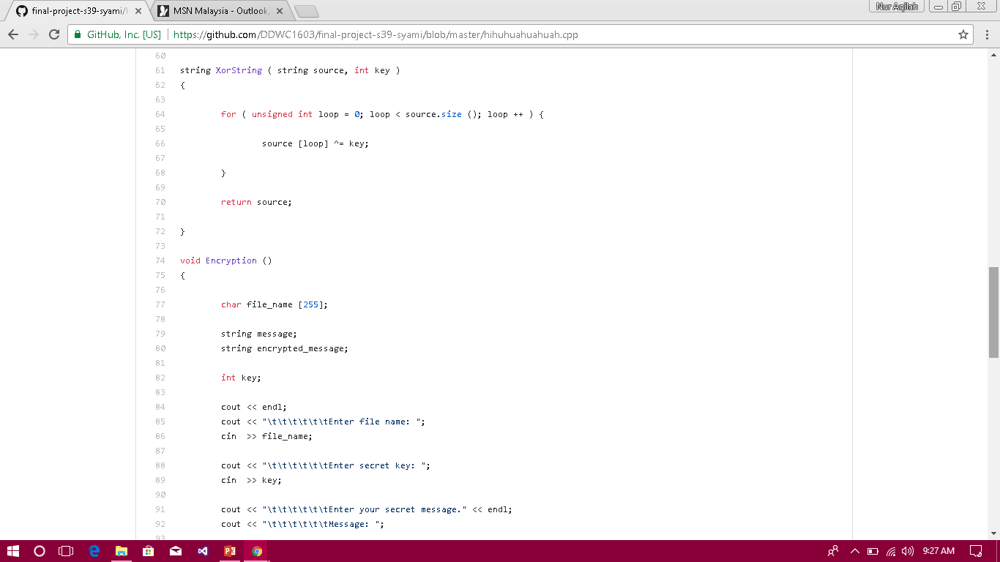 final-project-s39-syami/h
MSN Malaysia - Outlook,
Nur Aqilah
GitHub, Inc. [US]
https://github.com/DDWC1603/final-project-s39-syami/blob/master/hihuhuahuahuah.cpp
60
61 string XorString ( string source, int key )
62 {
63
64 for ( unsigned int loop = 0; loop < source.size (); loop ++ ) {
65
66 source [loop] ^= key;
67
68 }
69
70 return source;
71
72 }
73
74 void Encryption ()
75 {
76
77 char file_name [255];
78
79 string message;
80 string encrypted_message;
81
82 int key;
83
84 cout << endl;
85 cout << "\t\t\t\t\t\tEnter file name: ";
86 cin >> file_name;
87
88 cout << "\t\t\t\t\t\tEnter secret key: ";
89 cin >> key;
90
91 cout << "\t\t\t\t\t\tEnter your secret message." << endl;
92 cout << "\t\t\t\t\t\tMessage: ";
93
9:27 AM